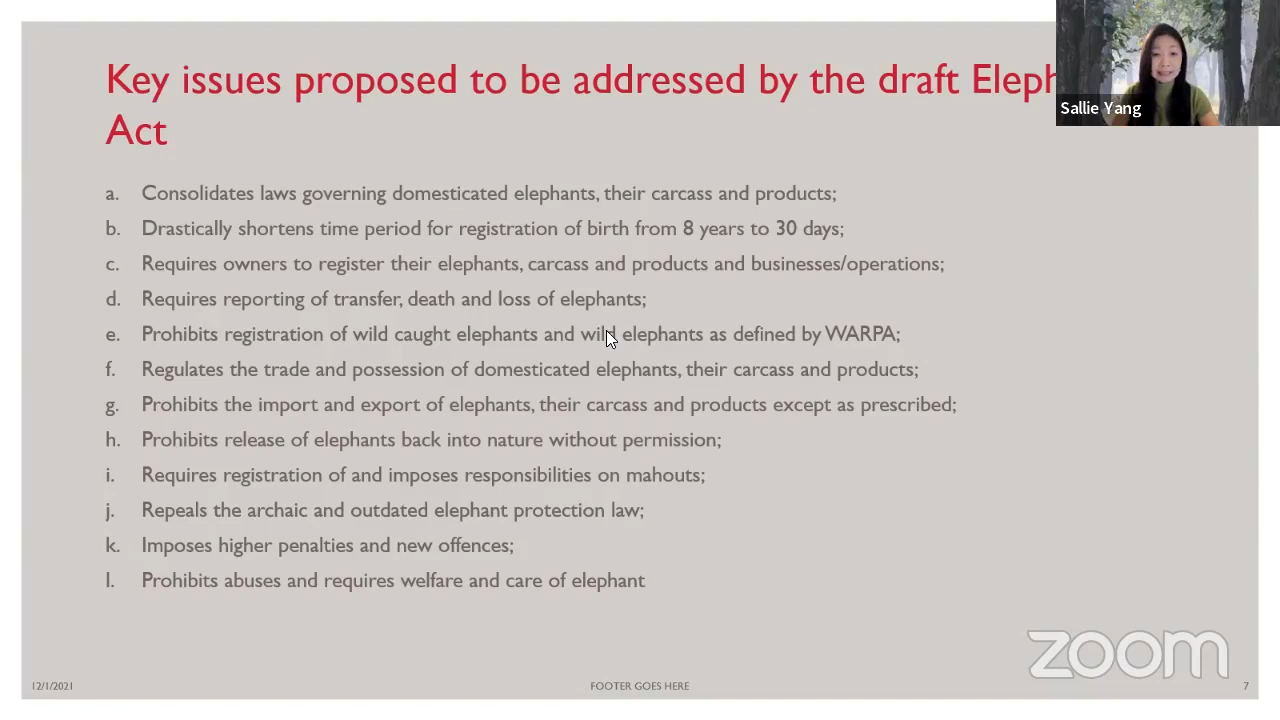 Key issues proposed to be addressed by the draft Eleph
Act
Sallie Yang
a. Consolidates laws governing domesticated elephants, their carcass and products;
b. Drastically shortens time period for registration of birth from 8 years to 30 days;
c. Requires owners to register their elephants, carcass and products and businesses/operations;
d. Requires reporting of transfer, death and loss of elephants;
e. Prohibits registration of wild caught elephants and wild elephants as defined by WARPA;
f. Regulates the trade and possession of domesticated elephants, their carcass and products;
g. Prohibits the import and export of elephants, their carcass and products except as prescribed;
h. Prohibits release of elephants back into nature without permission;
i. Requires registration of and imposes responsibilities on mahouts;
j. Repeals the archaic and outdated elephant protection law;
k. Imposes higher penalties and new offences;
l. Prohibits abuses and requires welfare and care of elephant
zoom
12/1/2021
FOOTER GOES HERE
7